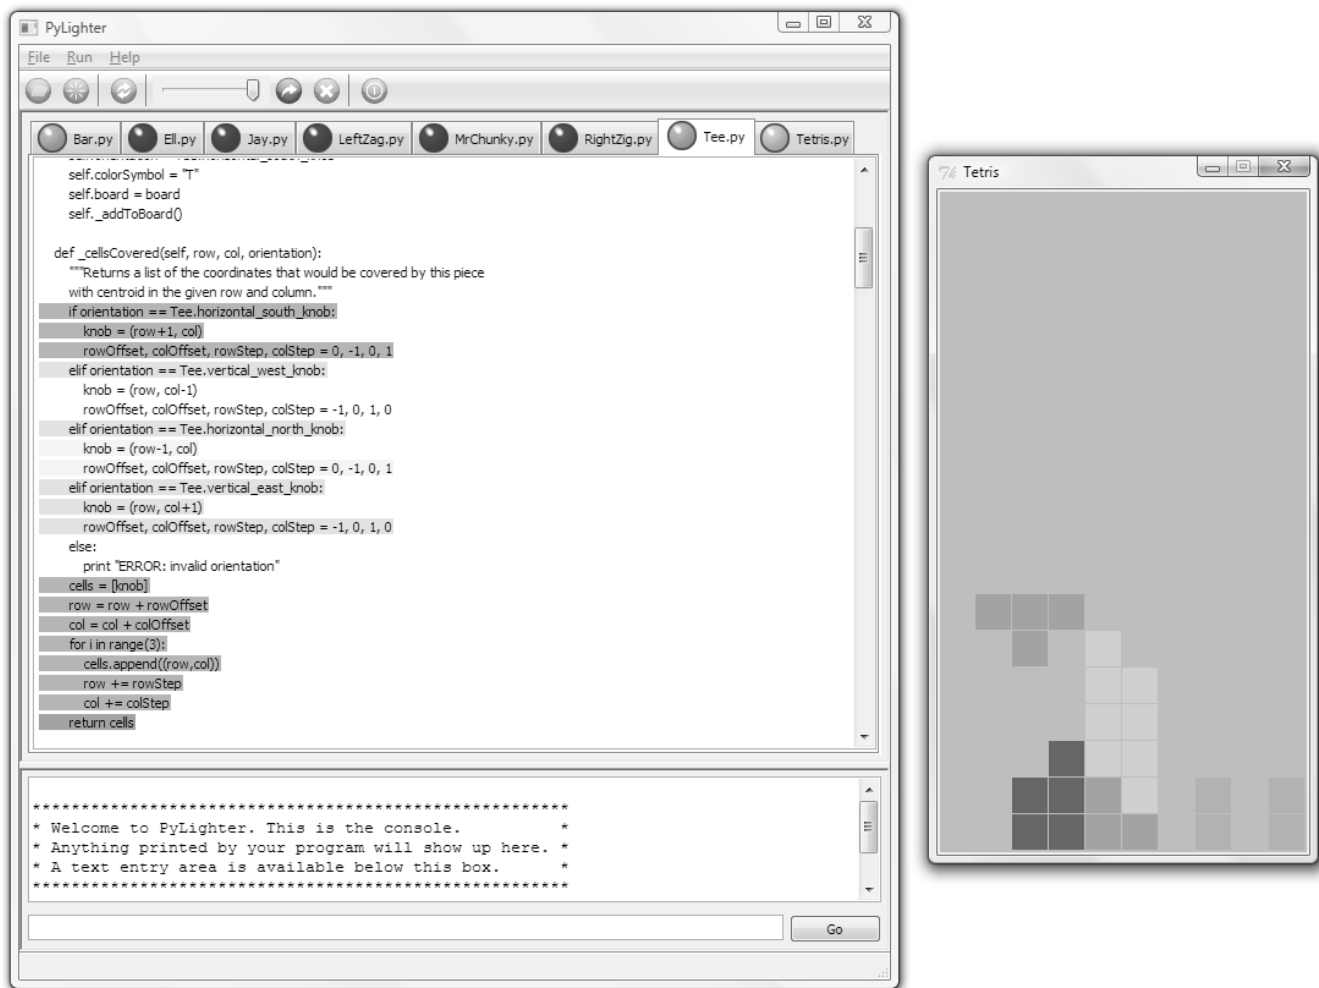 PyLighter
File Run Help
Bar.py Ell.py Jay.py LeftZag.py MrChunky.py RightZig.py Tee.py Tetris.py
self.colorSymbol = "T"
self.board = board
self._addToBoard()
def _cellsCovered(self, row, col, orientation):
"""Returns a list of the coordinates that would be covered by this piece
with centroid in the given row and column."""
if orientation == Tee.horizontal_south_knob:
knob = (row+1, col)
rowOffset, colOffset, rowStep, colStep = 0, -1, 0, 1
elif orientation == Tee.vertical_west_knob:
knob = (row, col-1)
rowOffset, colOffset, rowStep, colStep = -1, 0, 1, 0
elif orientation == Tee.horizontal_north_knob:
knob = (row-1, col)
rowOffset, colOffset, rowStep, colStep = 0, -1, 0, 1
elif orientation == Tee.vertical_east_knob:
knob = (row, col+1)
rowOffset, colOffset, rowStep, colStep = -1, 0, 1, 0
else:
print "ERROR: invalid orientation"
cells = [knob]
row = row + rowOffset
col = col + colOffset
for i in range(3):
cells.append((row,col))
row += rowStep
col += colStep
return cells
*******************************************************
* Welcome to PyLighter. This is the console. *
* Anything printed by your program will show up here. *
* A text entry area is available below this box. *
*******************************************************
Go
Tetris